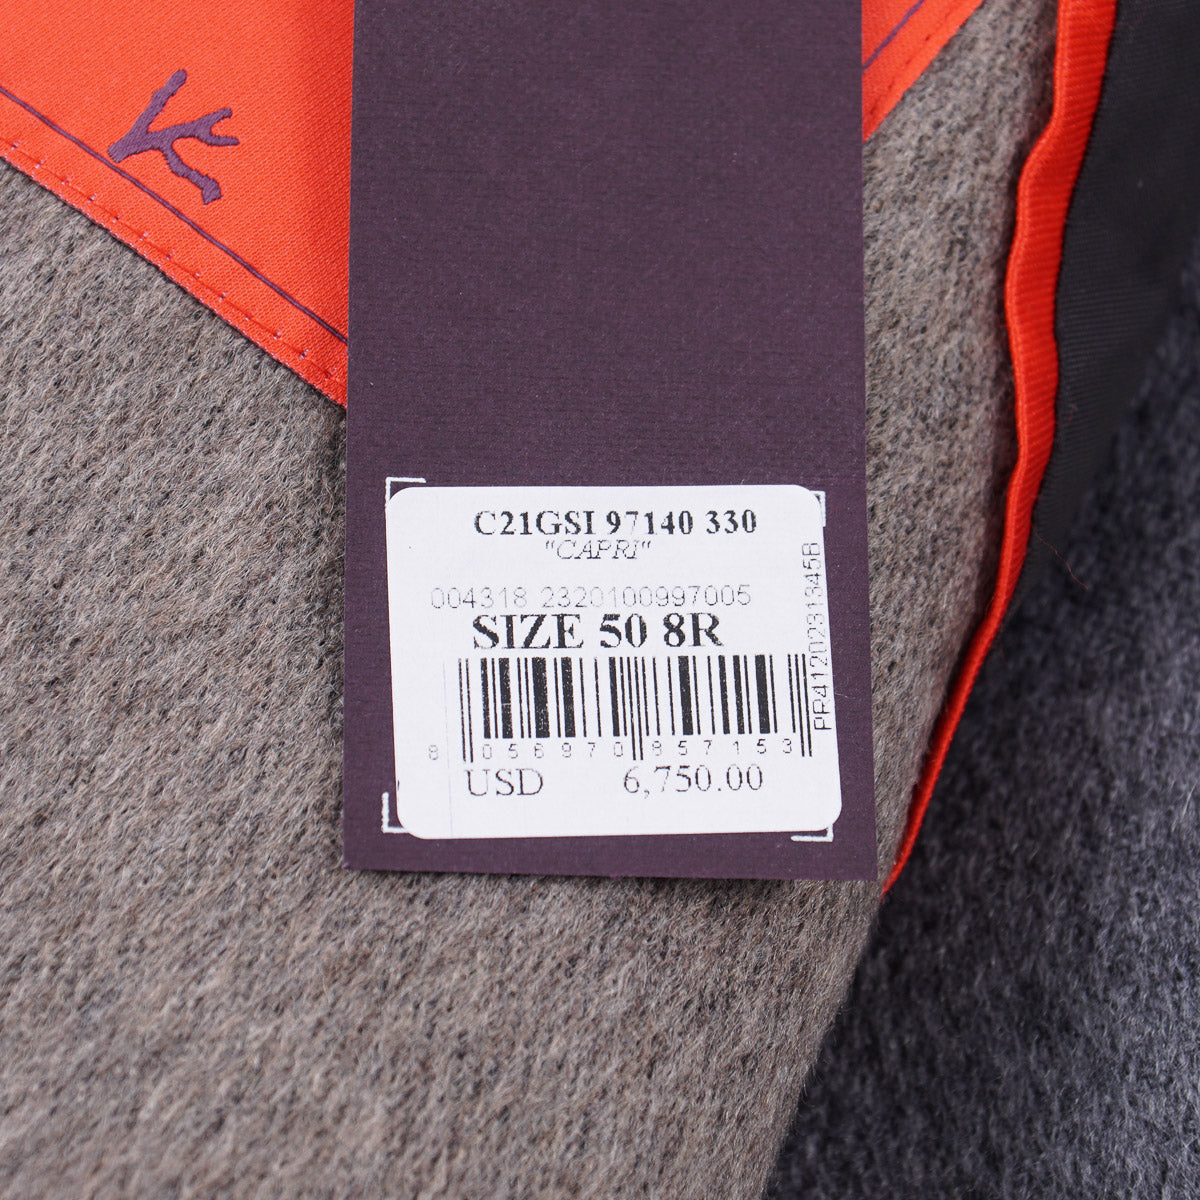 C21GSI 97140 330
"CAPRI"
004318 2320100997005
SIZE 50 8R
8 056970 857153
USD 6,750.00
PR4120231345B